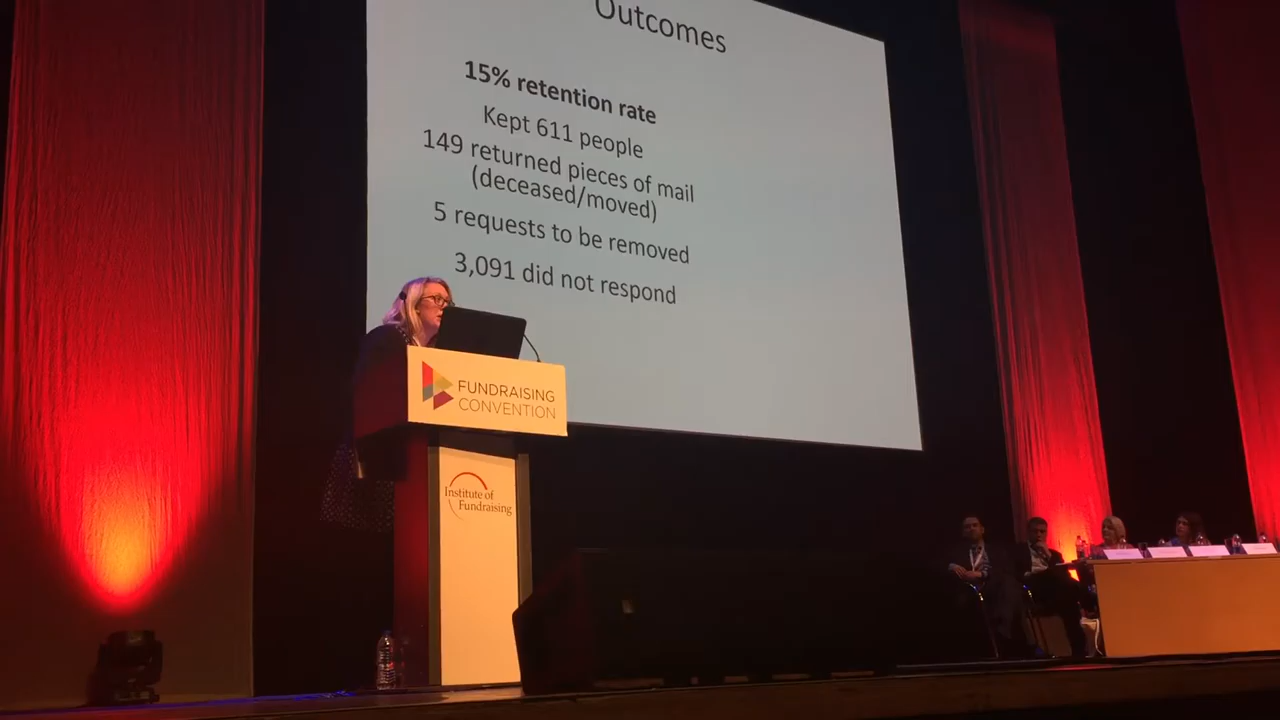 Outcomes
15% retention rate
Kept 611 people
149 returned pieces of mail
(deceased/moved)
5 requests to be removed
3,091 did not respond
FUNDRAISING
CONVENTION
Institute of
Fundraising